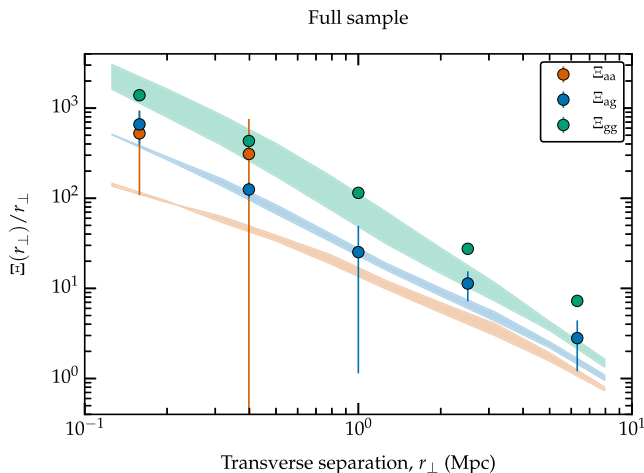 Full sample
Ξaa
Ξag
Ξgg
Ξ(r⊥)/r⊥
10³
10²
10¹
10⁰
10⁻¹ 10⁰ 10¹
Transverse separation, r⊥ (Mpc)